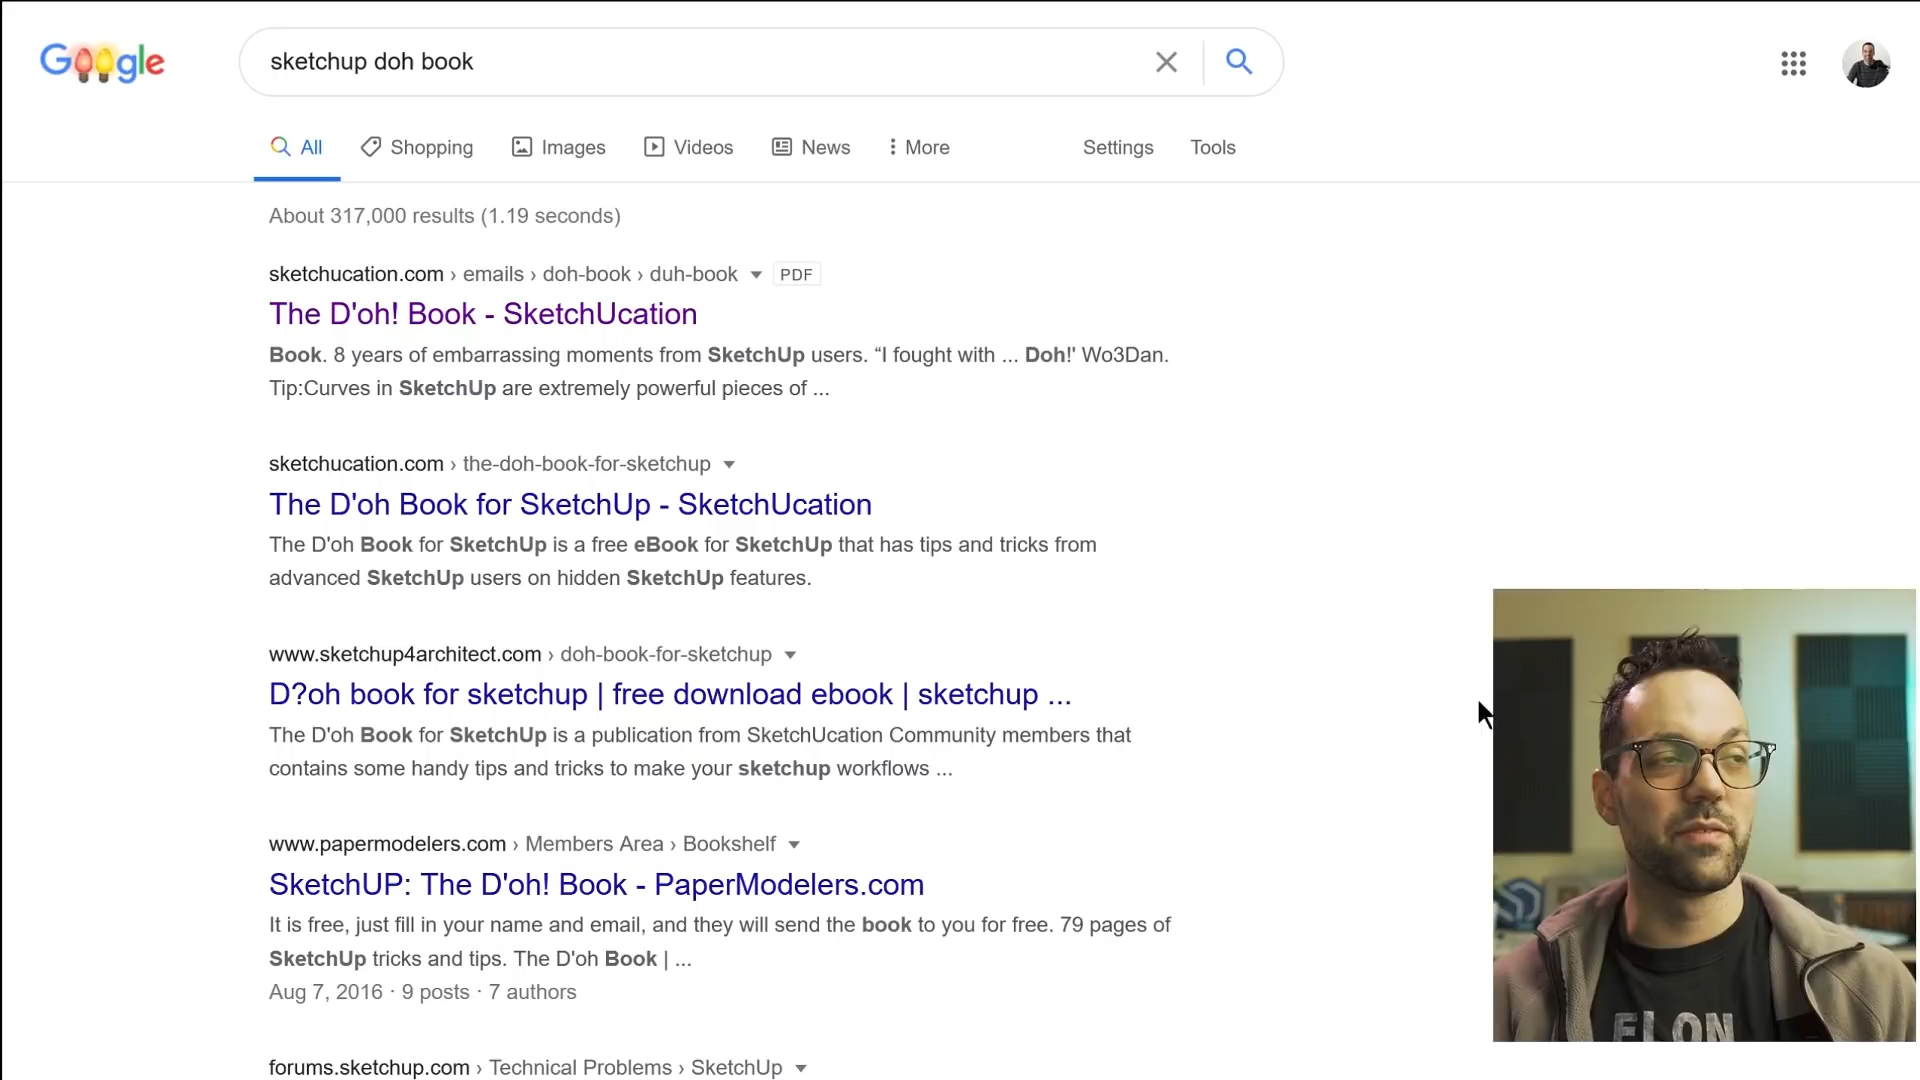 Google
sketchup doh book
All
Shopping
Images
Videos
News
More
Settings
Tools
About 317,000 results (1.19 seconds)
sketchucation.com › emails › doh-book › duh-book PDF
The D'oh! Book - SketchUcation
Book. 8 years of embarrassing moments from SketchUp users. “I fought with ... Doh!' Wo3Dan.
Tip:Curves in SketchUp are extremely powerful pieces of ...
sketchucation.com › the-doh-book-for-sketchup
The D'oh Book for SketchUp - SketchUcation
The D'oh Book for SketchUp is a free eBook for SketchUp that has tips and tricks from
advanced SketchUp users on hidden SketchUp features.
www.sketchup4architect.com › doh-book-for-sketchup
D?oh book for sketchup | free download ebook | sketchup ...
The D'oh Book for SketchUp is a publication from SketchUcation Community members that
contains some handy tips and tricks to make your sketchup workflows ...
www.papermodelers.com › Members Area › Bookshelf
SketchUP: The D'oh! Book - PaperModelers.com
It is free, just fill in your name and email, and they will send the book to you for free. 79 pages of
SketchUp tricks and tips. The D'oh Book | ...
Aug 7, 2016 · 9 posts · 7 authors
forums.sketchup.com › Technical Problems › SketchUp
ELON